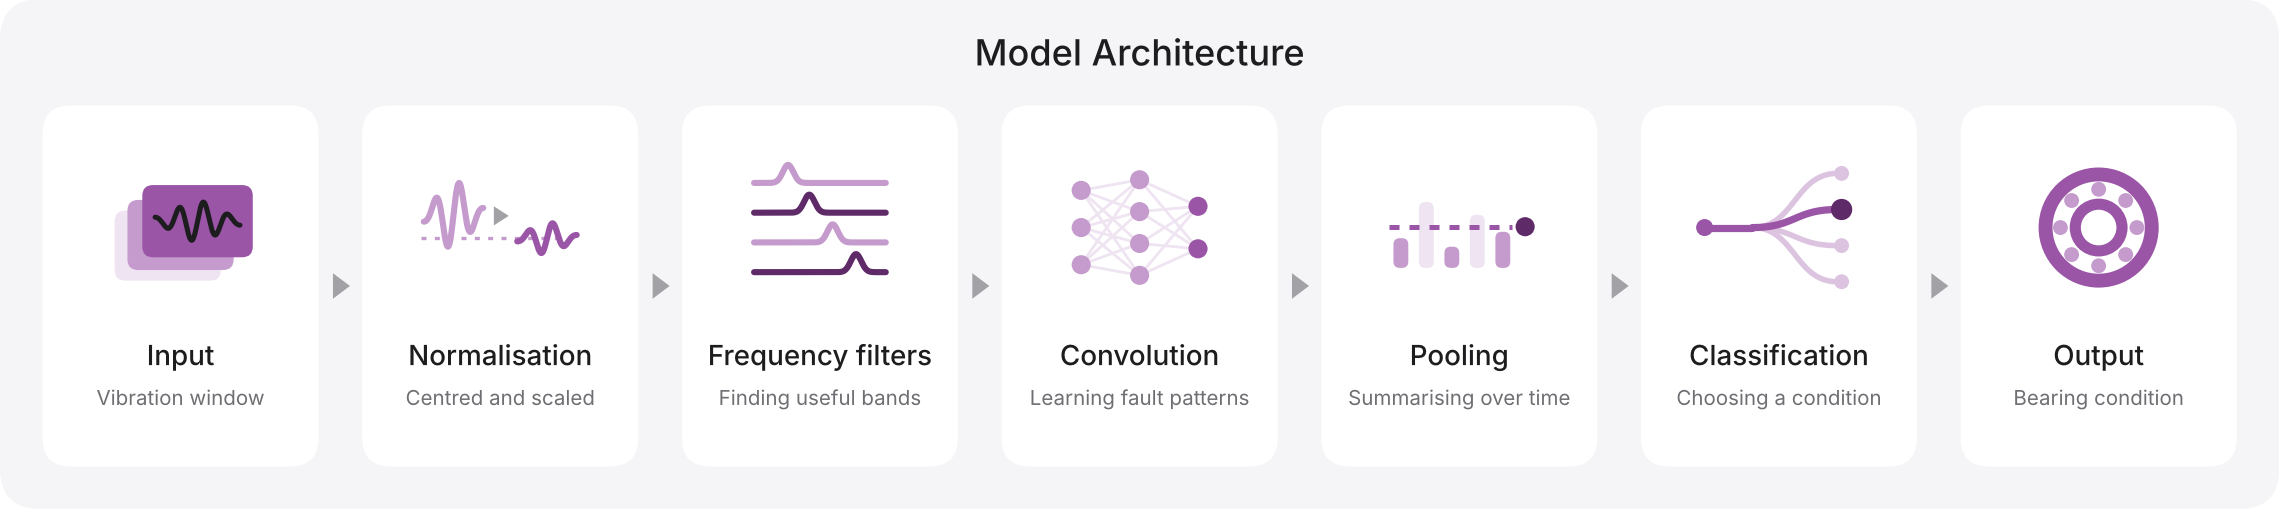 Model Architecture
Input
Vibration window
Normalisation
Centred and scaled
Frequency filters
Finding useful bands
Convolution
Learning fault patterns
Pooling
Summarising over time
Classification
Choosing a condition
Output
Bearing condition